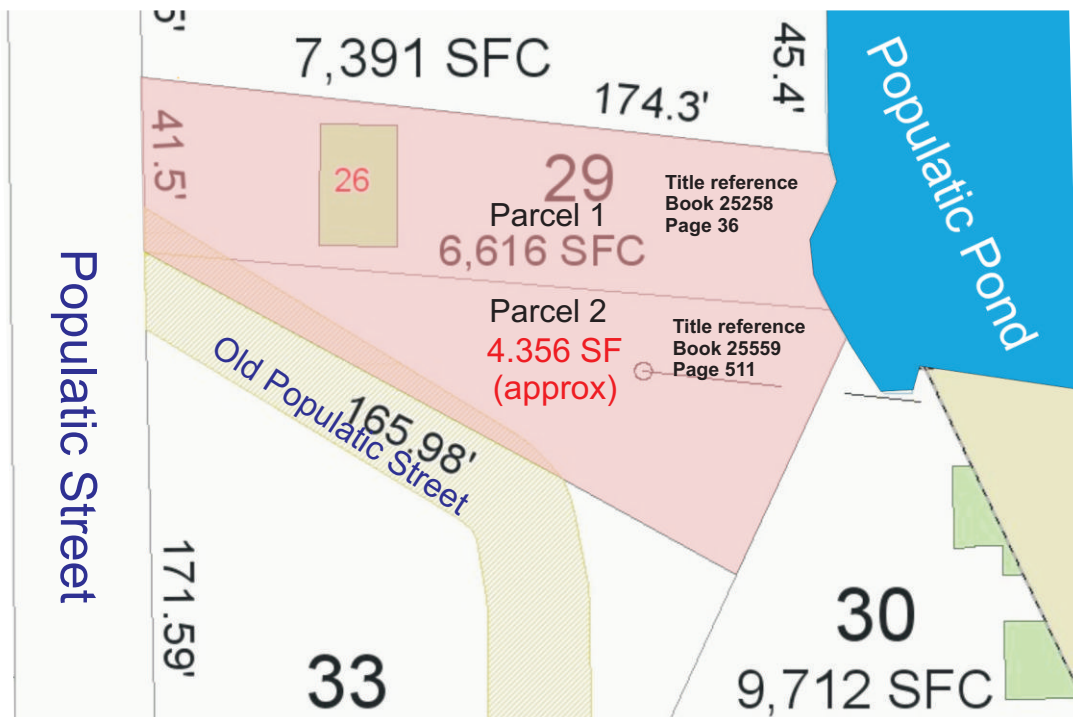 5'
7,391 SFC
174.3'
45.4'
Populatic Pond
41.5'
26
29
Title reference
Book 25258
Page 36
Parcel 1
6,616 SFC
Parcel 2
4.356 SF
(approx)
Title reference
Book 25559
Page 511
Populatic Street
Old Populatic Street
165.98'
171.59'
33
30
9,712 SFC